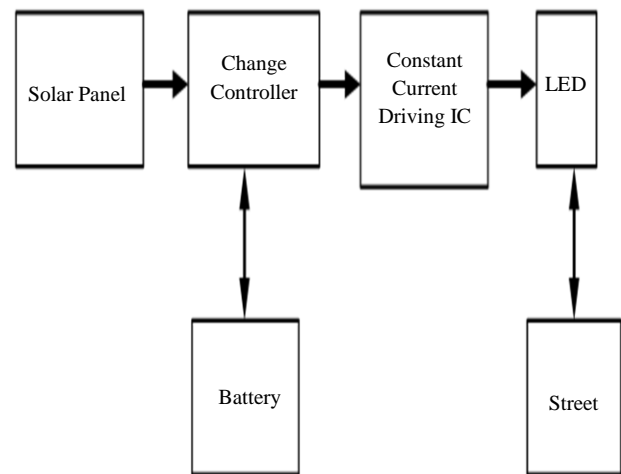 Solar Panel
Change
Controller
Constant
Current
Driving IC
LED
Battery
Street